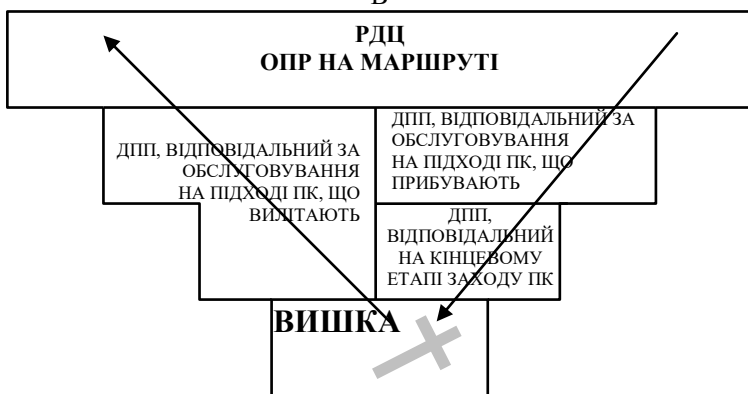 В
РДЦ
ОПР НА МАРШРУТІ
ДПП, ВІДПОВІДАЛЬНИЙ ЗА
ОБСЛУГОВУВАННЯ
НА ПІДХОДІ ПК, ЩО
ВИЛІТАЮТЬ
ДПП, ВІДПОВІДАЛЬНИЙ ЗА
ОБСЛУГОВУВАННЯ
НА ПІДХОДІ ПК, ЩО
ПРИБУВАЮТЬ
ДПП,
ВІДПОВІДАЛЬНИЙ
НА КІНЦЕВОМУ
ЕТАПІ ЗАХОДУ ПК
ВИШКА